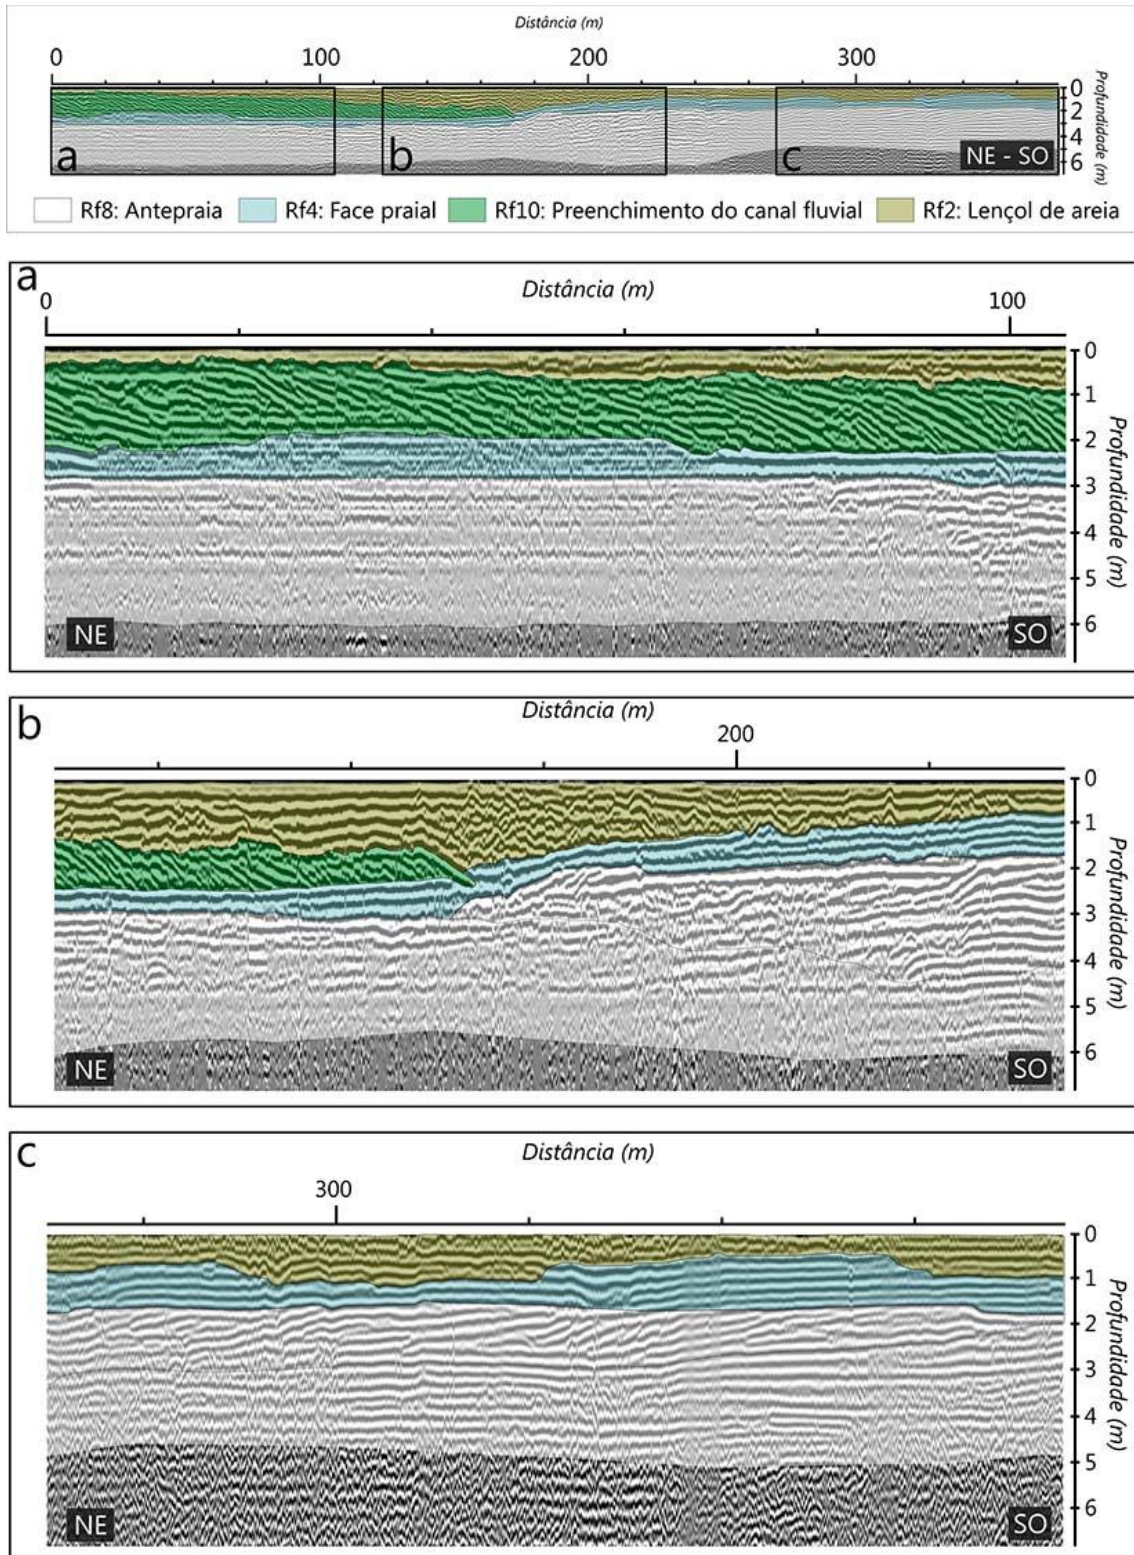 Distância (m)
0 100 200 300
0
2
4
6
Profundidade (m)
a b c NE - SO
Rf8: Antepraia Rf4: Face praial Rf10: Preenchimento do canal fluvial Rf2: Lençol de areia
a
Distância (m)
0 100
0
1
2
3
4
5
6
Profundidade (m)
NE SO
b
Distância (m)
200
0
1
2
3
4
5
6
Profundidade (m)
NE SO
c
Distância (m)
300
0
1
2
3
4
5
6
Profundidade (m)
NE SO